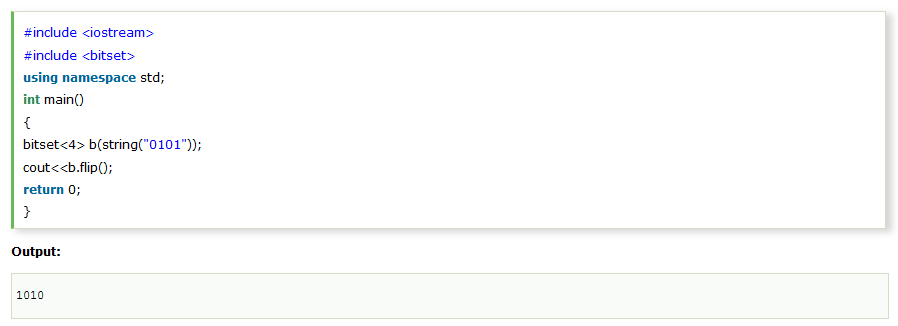 #include <iostream>
#include <bitset>
using namespace std;
int main()
{
bitset<4> b(string("0101"));
cout<<b.flip();
return 0;
}
Output:
1010